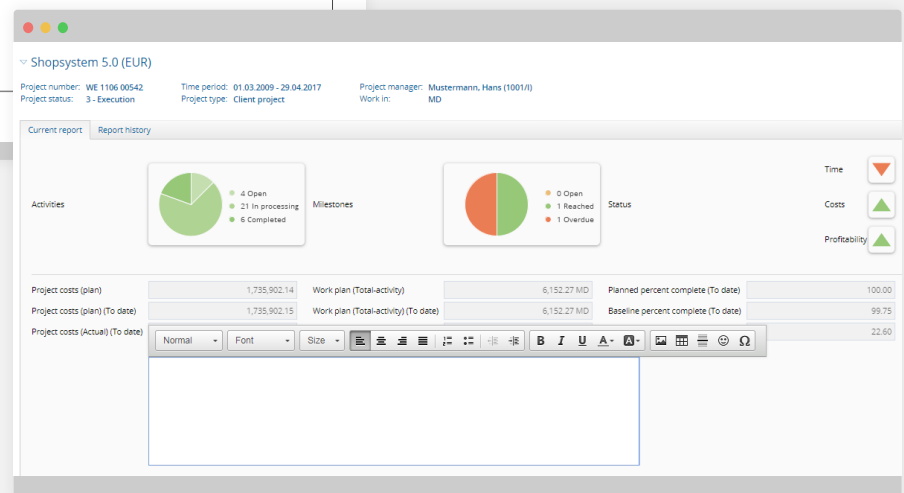 Shopsystem 5.0 (EUR)
Project number: WE 1106 00542 Time period: 01.03.2009 - 29.04.2017 Project manager: Mustermann, Hans (1001/I)
Project status: 3 - Execution Project type: Client project Work in: MD
Current report Report history
Activities
4 Open
21 In processing
6 Completed
Milestones
0 Open
1 Reached
1 Overdue
Status
Time
Costs
Profitability
Project costs (plan) 1,735,902.14 Work plan (Total-activity) 6,152.27 MD Planned percent complete (To date) 100.00
Project costs (plan) (To date) 1,735,902.15 Work plan (Total-activity) (To date) 6,152.27 MD Baseline percent complete (To date) 99.75
Project costs (Actual) (To date) 22.60
Normal Font Size B I U A A Ω